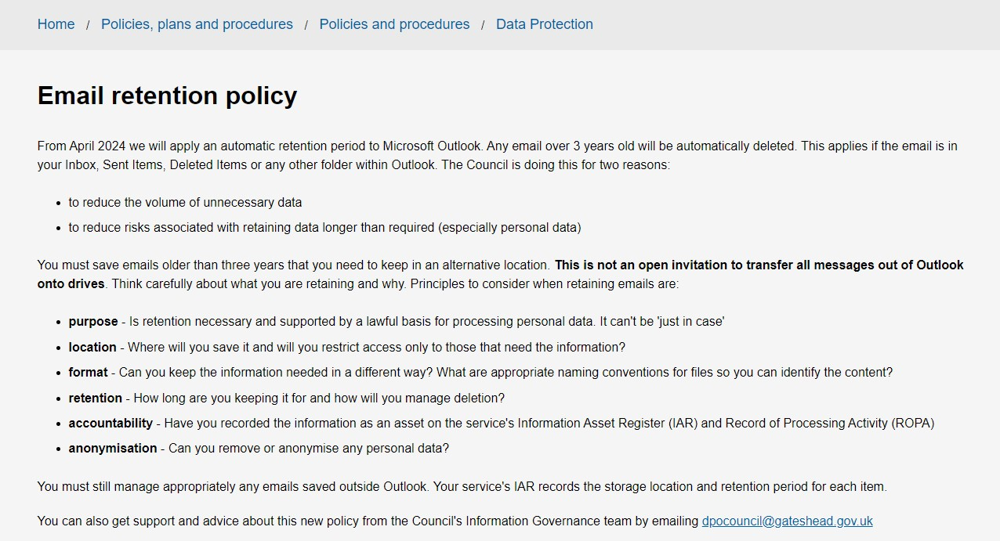 Home / Policies, plans and procedures / Policies and procedures / Data Protection
Email retention policy
From April 2024 we will apply an automatic retention period to Microsoft Outlook. Any email over 3 years old will be automatically deleted. This applies if the email is in
your Inbox, Sent Items, Deleted Items or any other folder within Outlook. The Council is doing this for two reasons:
• to reduce the volume of unnecessary data
• to reduce risks associated with retaining data longer than required (especially personal data)
You must save emails older than three years that you need to keep in an alternative location. This is not an open invitation to transfer all messages out of Outlook
onto drives. Think carefully about what you are retaining and why. Principles to consider when retaining emails are:
• purpose - Is retention necessary and supported by a lawful basis for processing personal data. It can't be 'just in case'
• location - Where will you save it and will you restrict access only to those that need the information?
• format - Can you keep the information needed in a different way? What are appropriate naming conventions for files so you can identify the content?
• retention - How long are you keeping it for and how will you manage deletion?
• accountability - Have you recorded the information as an asset on the service's Information Asset Register (IAR) and Record of Processing Activity (ROPA)
• anonymisation - Can you remove or anonymise any personal data?
You must still manage appropriately any emails saved outside Outlook. Your service's IAR records the storage location and retention period for each item.
You can also get support and advice about this new policy from the Council's Information Governance team by emailing dpocouncil@gateshead.gov.uk